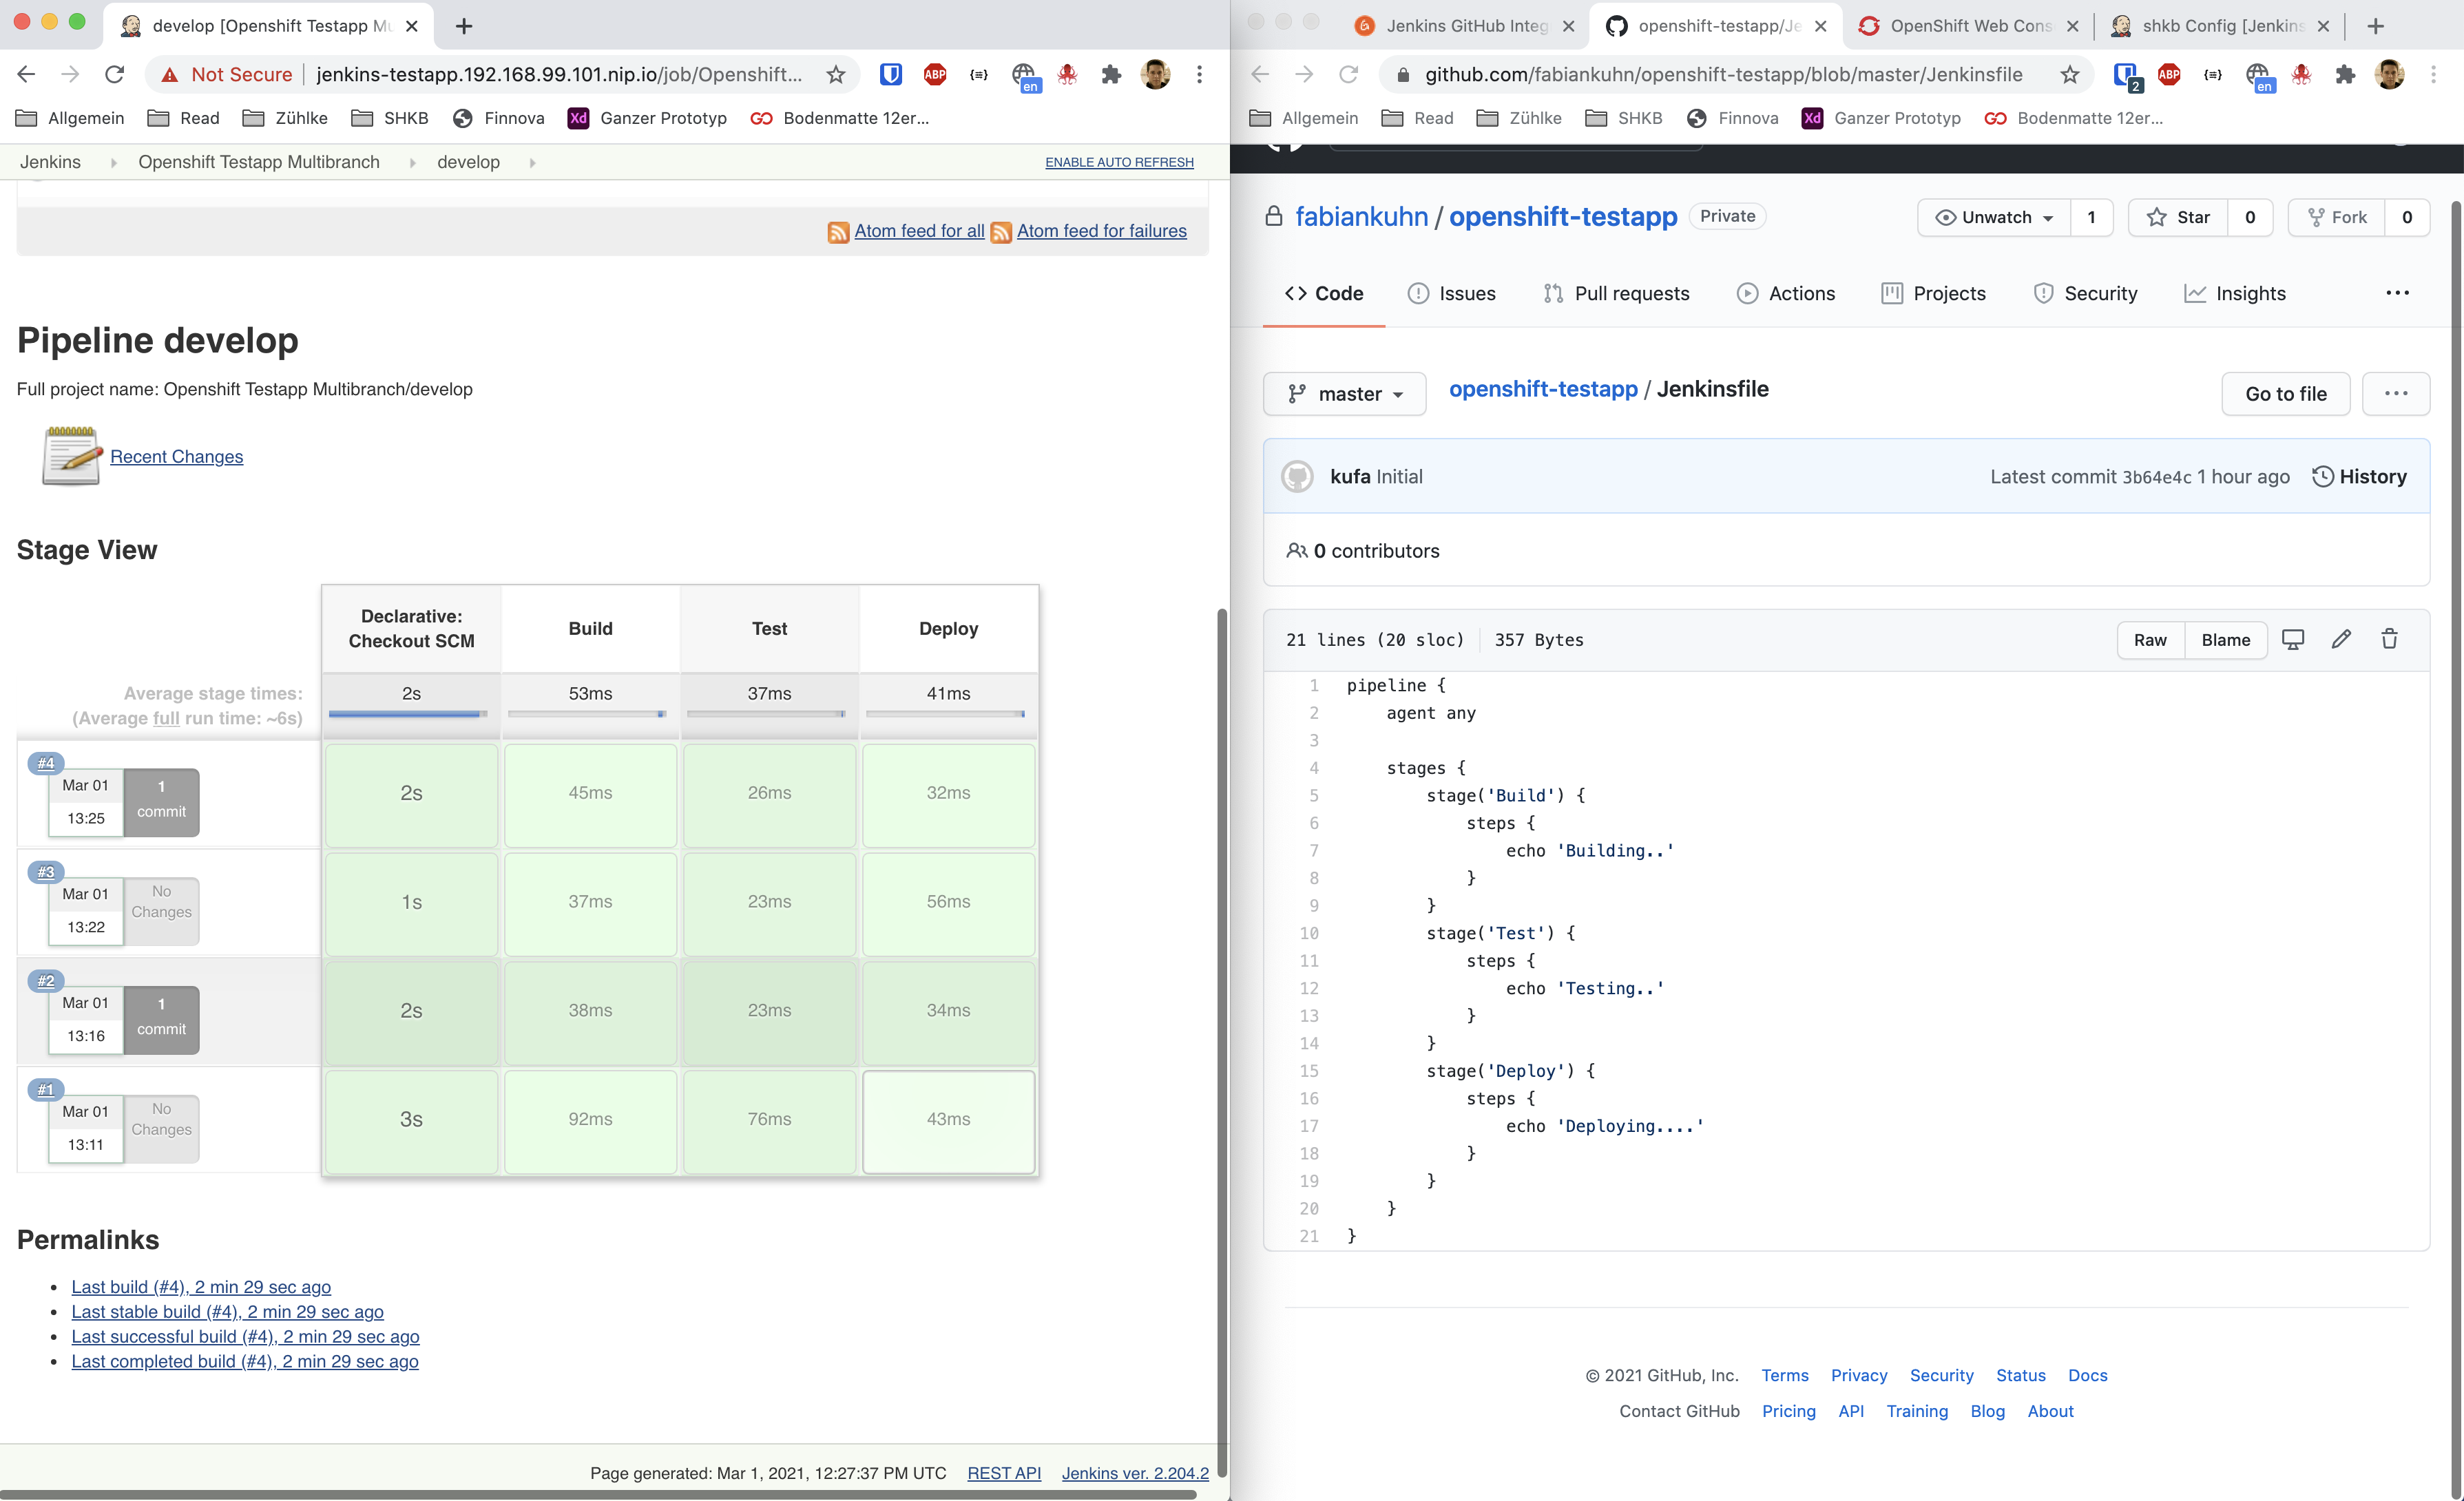 develop [Openshift Testapp Mu
Not Secure
jenkins-testapp.192.168.99.101.nip.io/job/Openshift...
ABP
en
Allgemein
Read
Zühlke
SHKB
Finnova
Xd
Ganzer Prototyp
Bodenmatte 12er...
Jenkins
Openshift Testapp Multibranch
develop
ENABLE AUTO REFRESH
Atom feed for all
Atom feed for failures
Pipeline develop
Full project name: Openshift Testapp Multibranch/develop
Recent Changes
Stage View
Declarative: Checkout SCM
Build
Test
Deploy
Average stage times:
(Average full run time: ~6s)
2s
53ms
37ms
41ms
#4
Mar 01
13:25
1
commit
2s
45ms
26ms
32ms
#3
Mar 01
13:22
No
Changes
1s
37ms
23ms
56ms
#2
Mar 01
13:16
1
commit
2s
38ms
23ms
34ms
#1
Mar 01
13:11
No
Changes
3s
92ms
76ms
43ms
Permalinks
• Last build (#4), 2 min 29 sec ago
• Last stable build (#4), 2 min 29 sec ago
• Last successful build (#4), 2 min 29 sec ago
• Last completed build (#4), 2 min 29 sec ago
Page generated: Mar 1, 2021, 12:27:37 PM UTC
REST API
Jenkins ver. 2.204.2
Jenkins GitHub Integ
openshift-testapp/Je
OpenShift Web Cons
shkb Config [Jenkins
github.com/fabiankuhn/openshift-testapp/blob/master/Jenkinsfile
2
ABP
en
Allgemein
Read
Zühlke
SHKB
Finnova
Xd
Ganzer Prototyp
Bodenmatte 12er...
fabiankuhn / openshift-testapp
Private
Unwatch
1
Star
0
Fork
0
Code
Issues
Pull requests
Actions
Projects
Security
Insights
master
openshift-testapp / Jenkinsfile
Go to file
kufa Initial
Latest commit 3b64e4c 1 hour ago
History
0 contributors
21 lines (20 sloc)
357 Bytes
Raw
Blame
1 pipeline {
2     agent any
3
4     stages {
5         stage('Build') {
6             steps {
7                 echo 'Building..'
8             }
9         }
10         stage('Test') {
11             steps {
12                 echo 'Testing..'
13             }
14         }
15         stage('Deploy') {
16             steps {
17                 echo 'Deploying....'
18             }
19         }
20     }
21 }
© 2021 GitHub, Inc.
Terms
Privacy
Security
Status
Docs
Contact GitHub
Pricing
API
Training
Blog
About